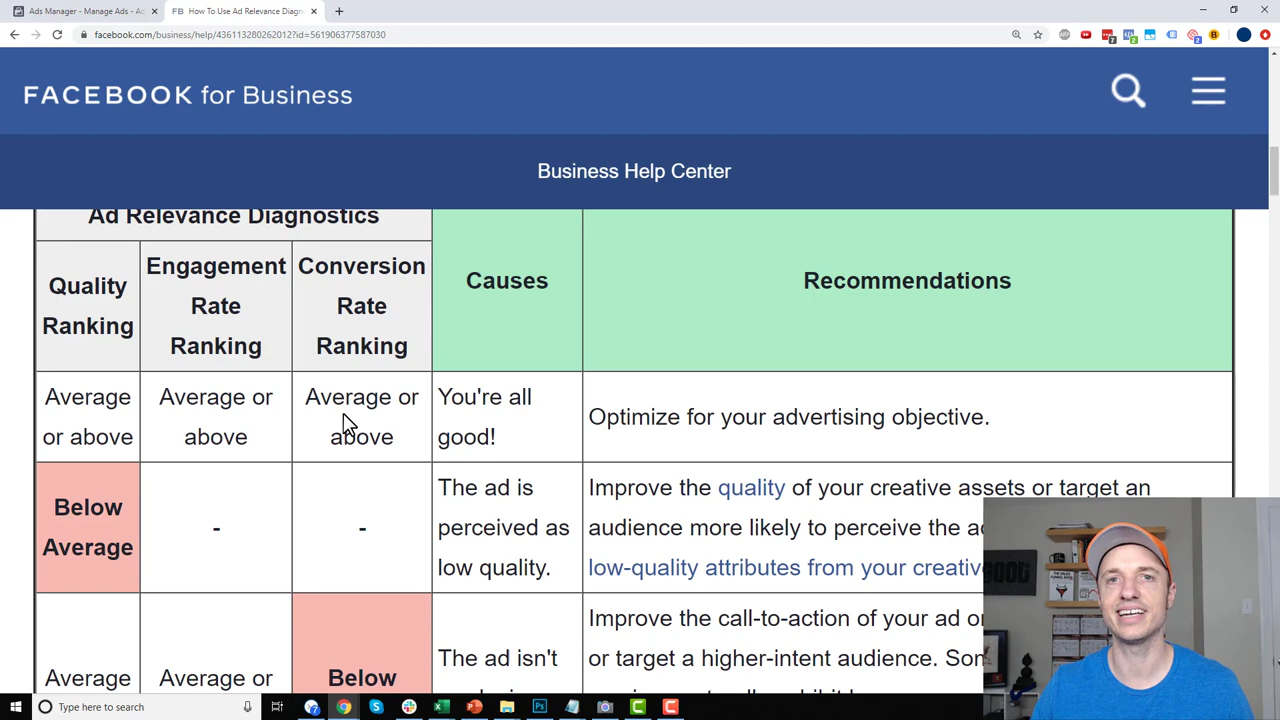 Ads Manager - Manage Ads - Ad
How To Use Ad Relevance Diagn
facebook.com/business/help/436113280262012?id=561906377587030
FACEBOOK for Business
Business Help Center
Ad Relevance Diagnostics
Quality
Ranking
Engagement
Rate
Ranking
Conversion
Rate
Ranking
Causes
Recommendations
Average
or above
Average or
above
Average or
above
You're all
good!
Optimize for your advertising objective.
Below
Average
-
-
The ad is
perceived as
low quality.
Improve the quality of your creative assets or target an
audience more likely to perceive the
low-quality attributes from your creative
Average
Average or
Below
The ad isn't
Improve the call-to-action of your ad
or target a higher-intent audience.
Type here to search